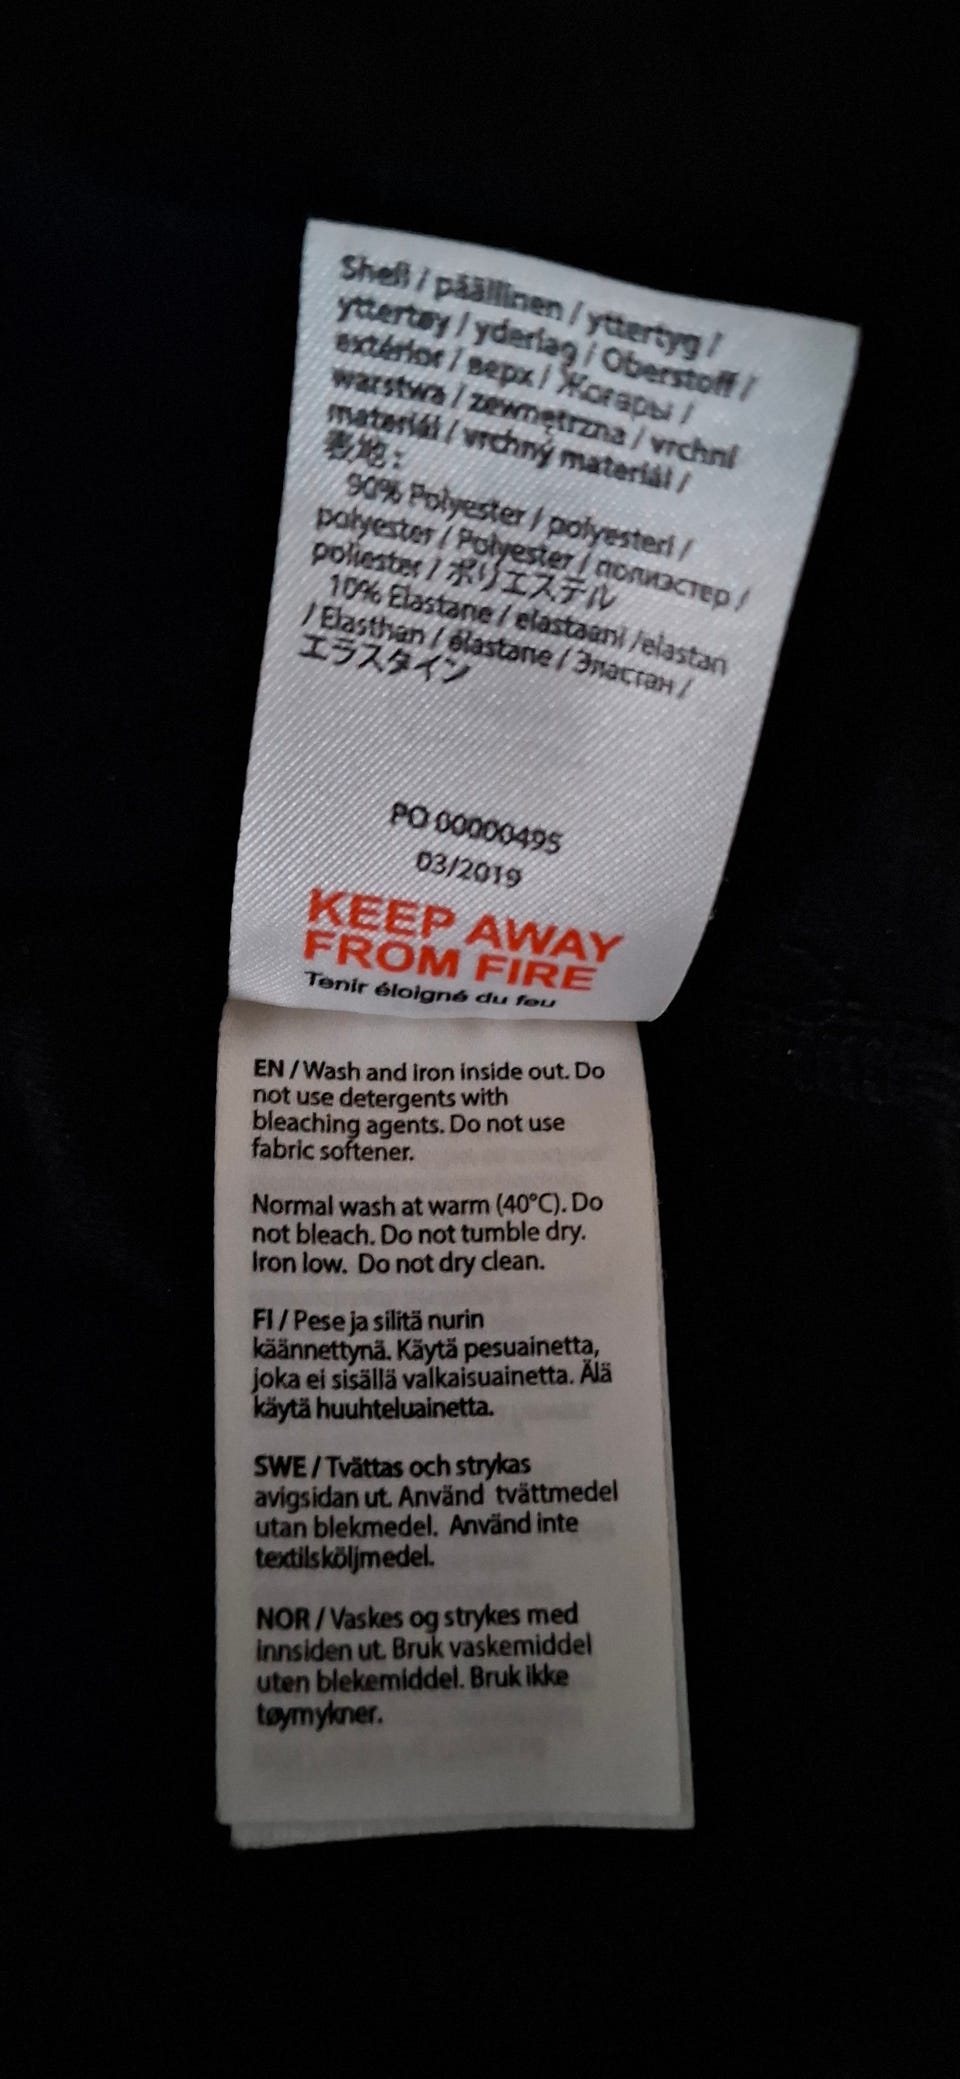 Shell / päällinen / yttertyg /
yttertøy / yderlag / Oberstoff /
extérior / верх / Жоғары /
warstwa / zewnętrzna / vrchní
materiál / vrchný materiál /
表地:
90% Polyester / polyesteri /
polyester / Polyester / полиэстер /
poliester / ポリエステル
10% Elastane / elastaani /elastan
/ Elasthan / élastane / Эластан /
エラスタイン
PO 00000495
03/2019
KEEP AWAY
FROM FIRE
Tenir éloigné du feu
EN / Wash and iron inside out. Do
not use detergents with
bleaching agents. Do not use
fabric softener.
Normal wash at warm (40°C). Do
not bleach. Do not tumble dry.
Iron low. Do not dry clean.
FI / Pese ja silitä nurin
käännettynä. Käytä pesuainetta,
joka ei sisällä valkaisuainetta. Älä
käytä huuhteluainetta.
SWE / Tvättas och strykas
avigsidan ut. Använd tvättmedel
utan blekmedel. Använd inte
textilsköljmedel.
NOR / Vaskes og strykes med
innsiden ut. Bruk vaskemiddel
uten blekemiddel. Bruk ikke
tøymykner.